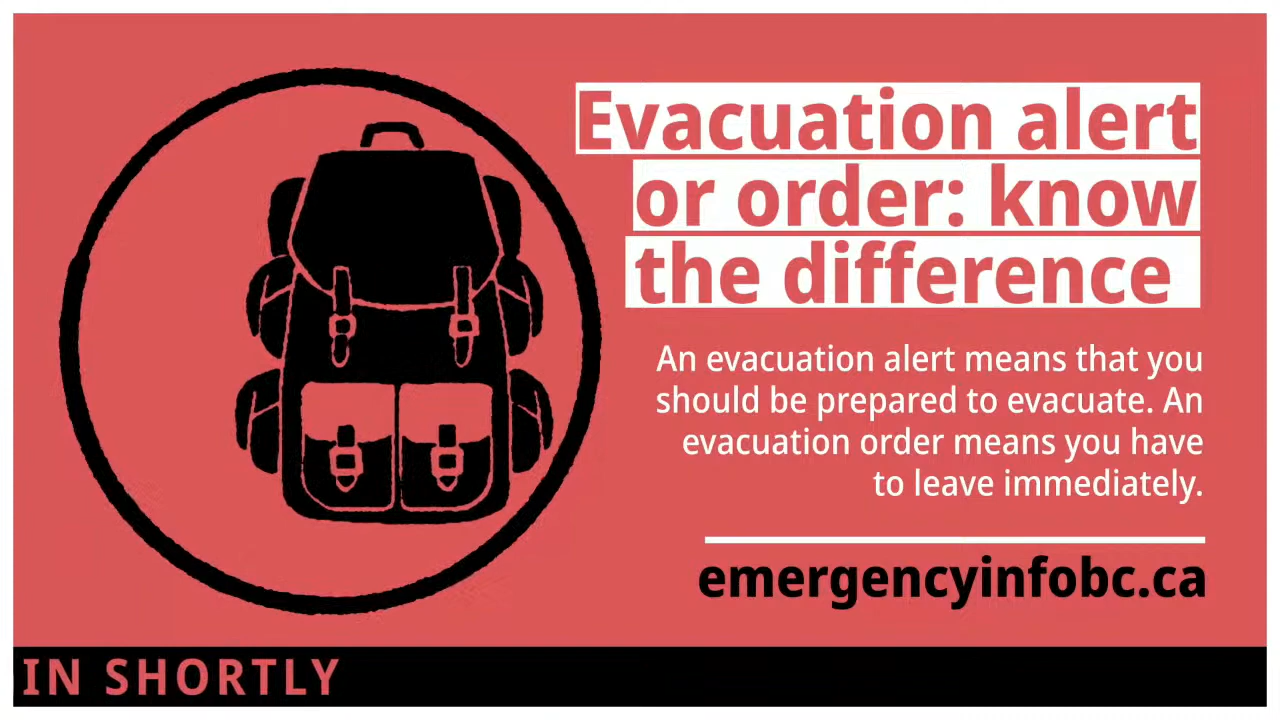 Evacuation alert
or order: know
the difference
An evacuation alert means that you
should be prepared to evacuate. An
evacuation order means you have
to leave immediately.
emergencyinfobc.ca
IN SHORTLY